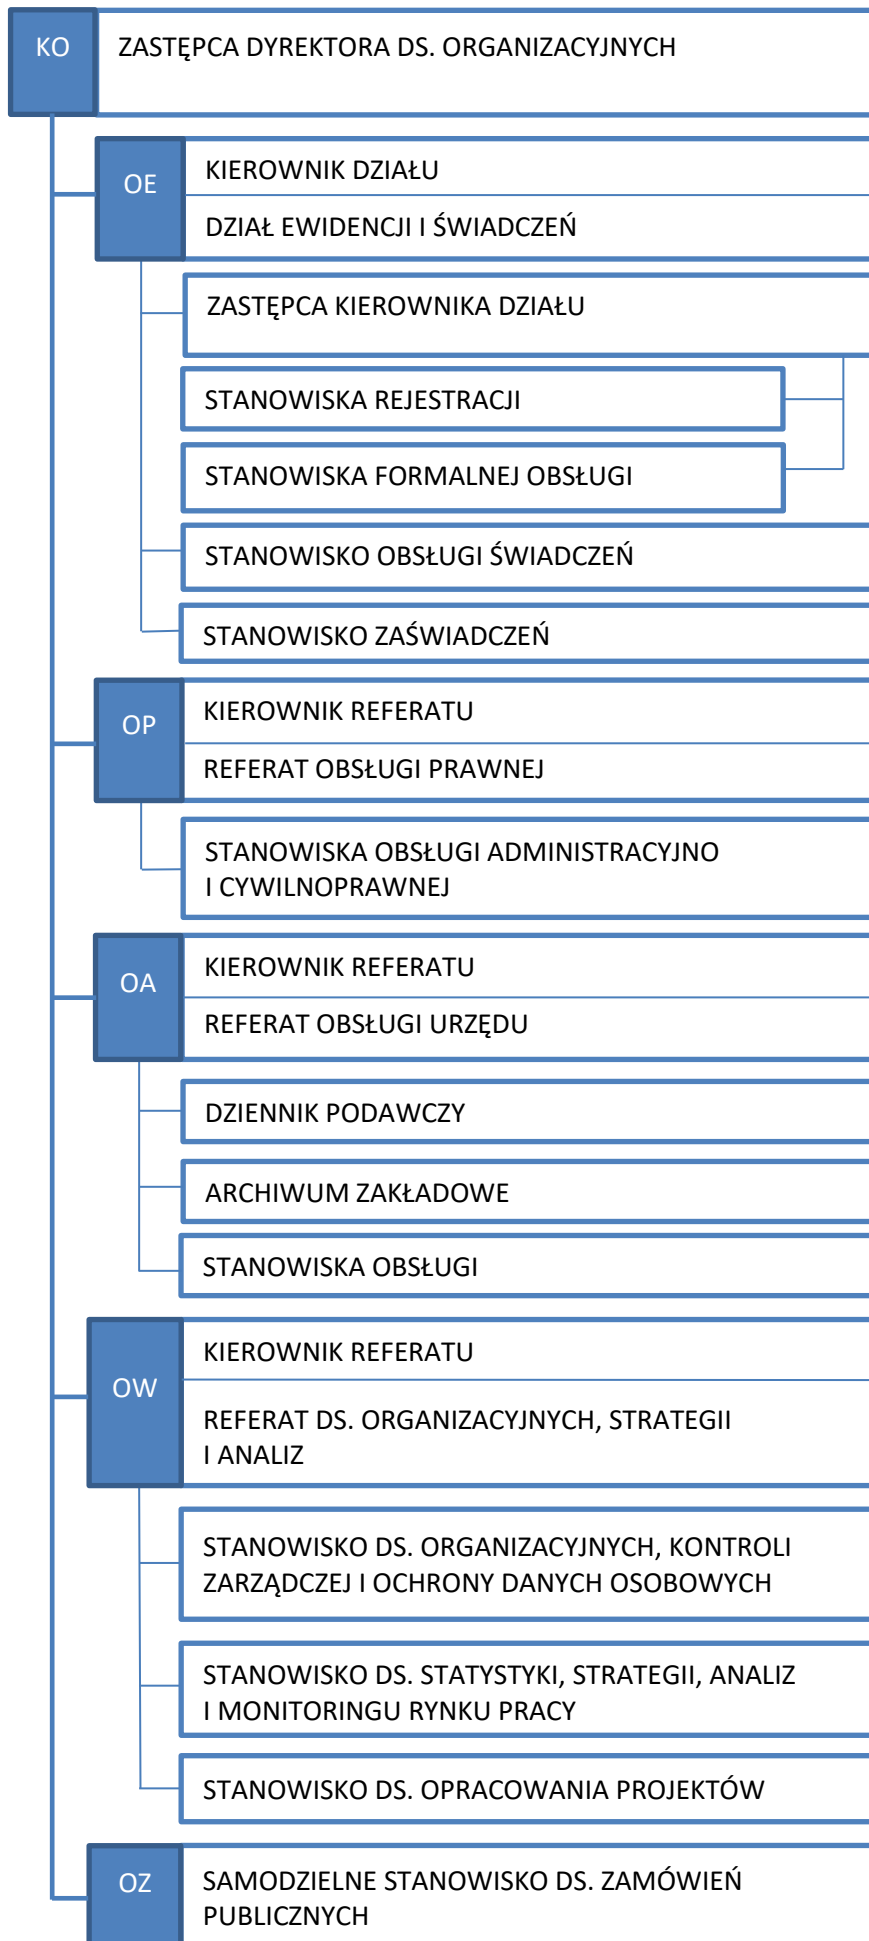 KO
ZASTĘPCA DYREKTORA DS. ORGANIZACYJNYCH
OE
KIEROWNIK DZIAŁU
DZIAŁ EWIDENCJI I ŚWIADCZEŃ
ZASTĘPCA KIEROWNIKA DZIAŁU
STANOWISKA REJESTRACJI
STANOWISKA FORMALNEJ OBSŁUGI
STANOWISKO OBSŁUGI ŚWIADCZEŃ
STANOWISKO ZAŚWIADCZEŃ
OP
KIEROWNIK REFERATU
REFERAT OBSŁUGI PRAWNEJ
STANOWISKA OBSŁUGI ADMINISTRACYJNO
I CYWILNOPRAWNEJ
OA
KIEROWNIK REFERATU
REFERAT OBSŁUGI URZĘDU
DZIENNIK PODAWCZY
ARCHIWUM ZAKŁADOWE
STANOWISKA OBSŁUGI
OW
KIEROWNIK REFERATU
REFERAT DS. ORGANIZACYJNYCH, STRATEGII
I ANALIZ
STANOWISKO DS. ORGANIZACYJNYCH, KONTROLI
ZARZĄDCZEJ I OCHRONY DANYCH OSOBOWYCH
STANOWISKO DS. STATYSTYKI, STRATEGII, ANALIZ
I MONITORINGU RYNKU PRACY
STANOWISKO DS. OPRACOWANIA PROJEKTÓW
OZ
SAMODZIELNE STANOWISKO DS. ZAMÓWIEŃ
PUBLICZNYCH